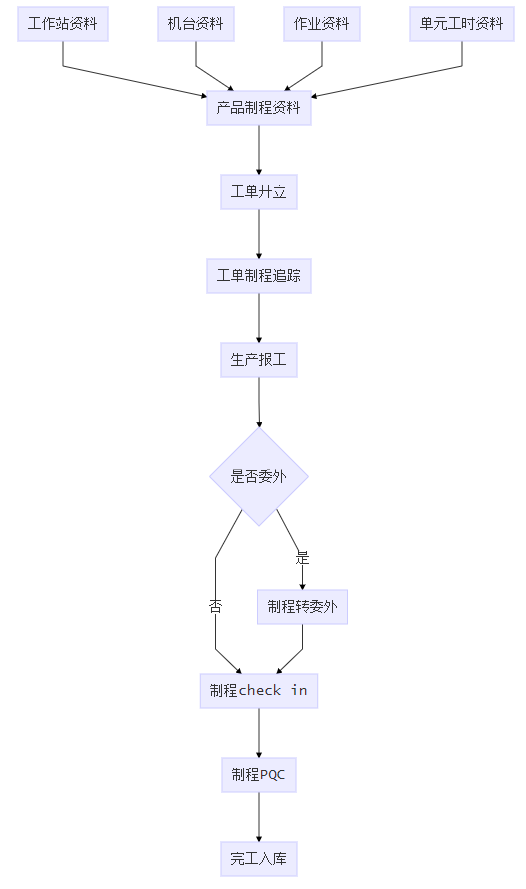 工作站资料
机台资料
作业资料
单元工时资料
产品制程资料
工单廾立
工单制程追踪
生产报工
是否委外
是
否
制程转委外
制程check in
制程PQC
完工入库